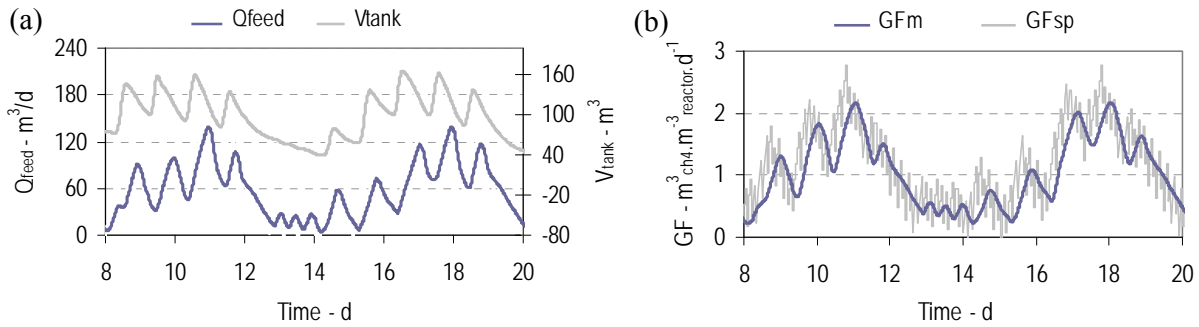 (a) Qfeed Vtank
240
180
120
60
0
Qfeed - m³/d
160
100
40
-20
-80
Vtank - m³
8 10 12 14 16 18 20
Time - d
(b) GFm GFsp
3
2
1
0
GF - m³ch4.m⁻³reactor.d⁻¹
8 10 12 14 16 18 20
Time - d